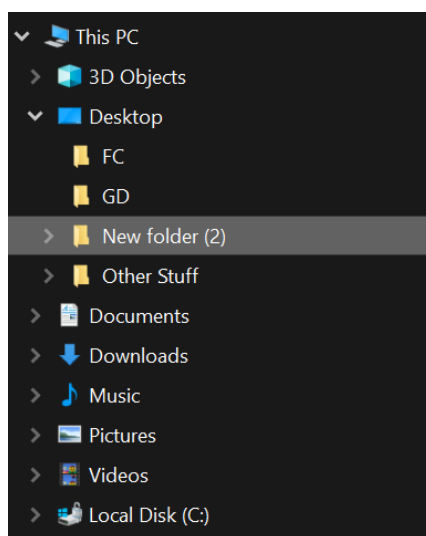 This PC
3D Objects
Desktop
FC
GD
New folder (2)
Other Stuff
Documents
Downloads
Music
Pictures
Videos
Local Disk (C:)